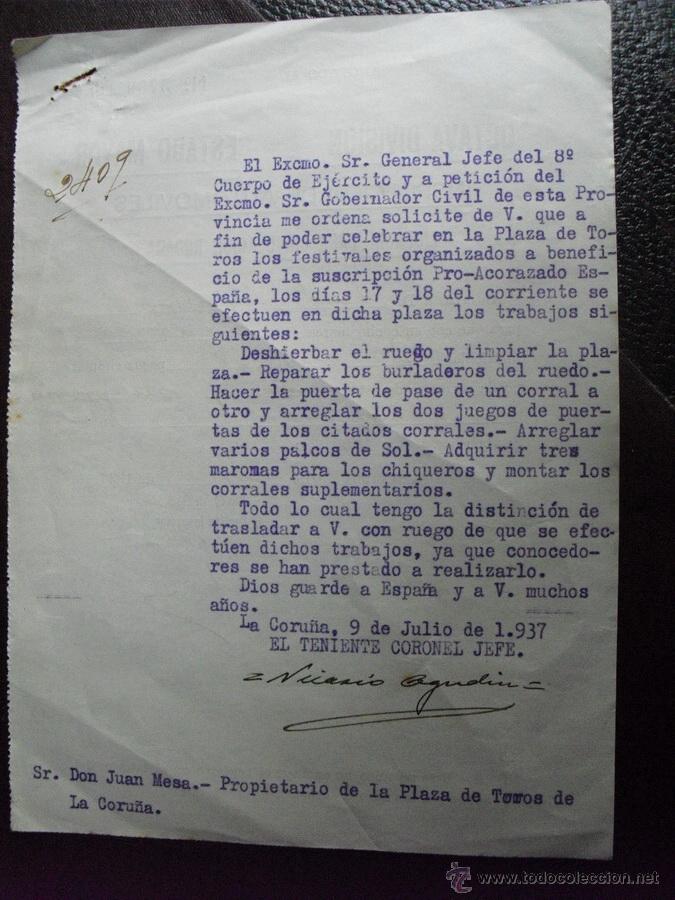 2409
El Excmo. Sr. General Jefe del 8º
Cuerpo de Ejército y a petición del
Excmo. Sr. Gobernador Civil de esta Pro-
vincia me ordena solicite de V. que a
fin de poder celebrar en la Plaza de To-
ros los festivales organizados a benefi-
cio de la suscripción Pro-Acorazado Es-
paña, los días 17 y 18 del corriente se
efectuen en dicha plaza los trabajos si-
guientes:
Deshierbar el ruedo y limpiar la pla-
za.- Reparar los burladeros del ruedo.-
Hacer la puerta de pase de un corral a
otro y arreglar los dos juegos de puer-
tas de los citados corrales.- Arreglar
varios palcos de Sol.- Adquirir tres
maromas para los chiqueros y montar los
corrales suplementarios.
Todo lo cual tengo la distinción de
trasladar a V. con ruego de que se efec-
túen dichos trabajos, ya que conocedo-
res se han prestado a realizarlo.
Dios guarde a España y a V. muchos
años.
La Coruña, 9 de Julio de 1.937
EL TENIENTE CORONEL JEFE.
=Nicasio Agudin=
Sr. Don Juan Mesa.- Propietario de la Plaza de Toros de
La Coruña.
www.todocoleccion.net